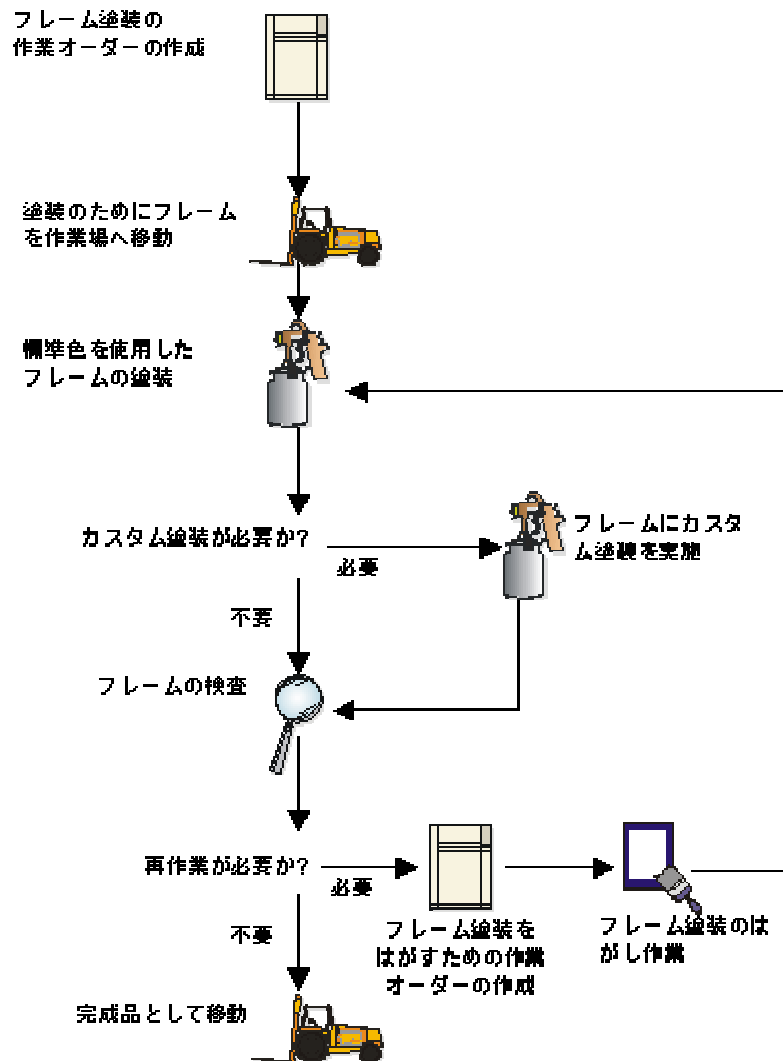 フレーム塗装の
作業オーダーの作成
塗装のためにフレーム
を作業場へ移動
標準色を使用した
フレームの塗装
カスタム塗装が必要か?
必要
フレームにカスタ
ム塗装を実施
不要
フレームの検査
再作業が必要か?
必要
フレーム塗装を
はがすための作業
オーダーの作成
フレーム塗装のは
がし作業
不要
完成品として移動